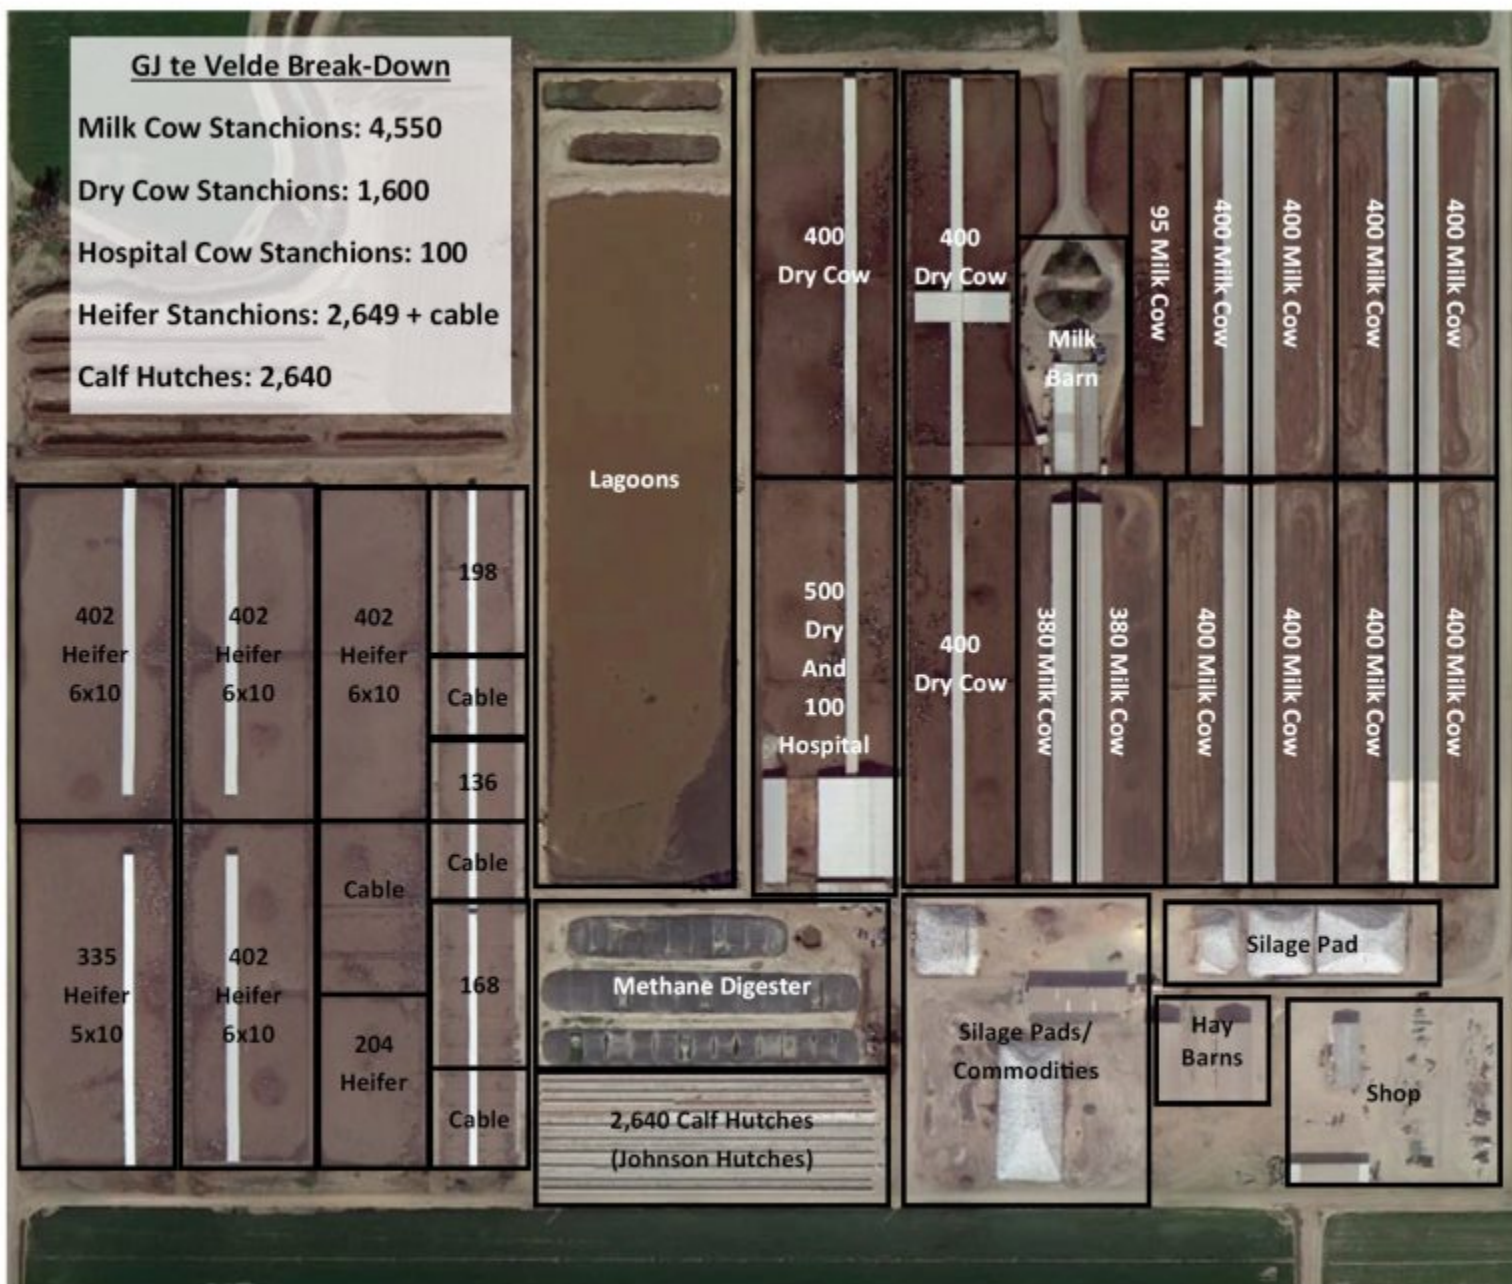 GJ te Velde Break-Down
Milk Cow Stanchions: 4,550
Dry Cow Stanchions: 1,600
Hospital Cow Stanchions: 100
Heifer Stanchions: 2,649 + cable
Calf Hutches: 2,640
Lagoons
400
Dry Cow
400
Dry Cow
Milk
Barn
95 Milk Cow
400 Milk Cow
400 Milk Cow
400 Milk Cow
400 Milk Cow
402
Heifer
6x10
402
Heifer
6x10
402
Heifer
6x10
198
Cable
136
Cable
168
Cable
335
Heifer
5x10
402
Heifer
6x10
Cable
204
Heifer
500
Dry
And
100
Hospital
400
Dry Cow
380 Milk Cow
380 Milk Cow
400 Milk Cow
400 Milk Cow
400 Milk Cow
400 Milk Cow
Methane Digester
2,640 Calf Hutches
(Johnson Hutches)
Silage Pads/
Commodities
Silage Pad
Hay
Barns
Shop